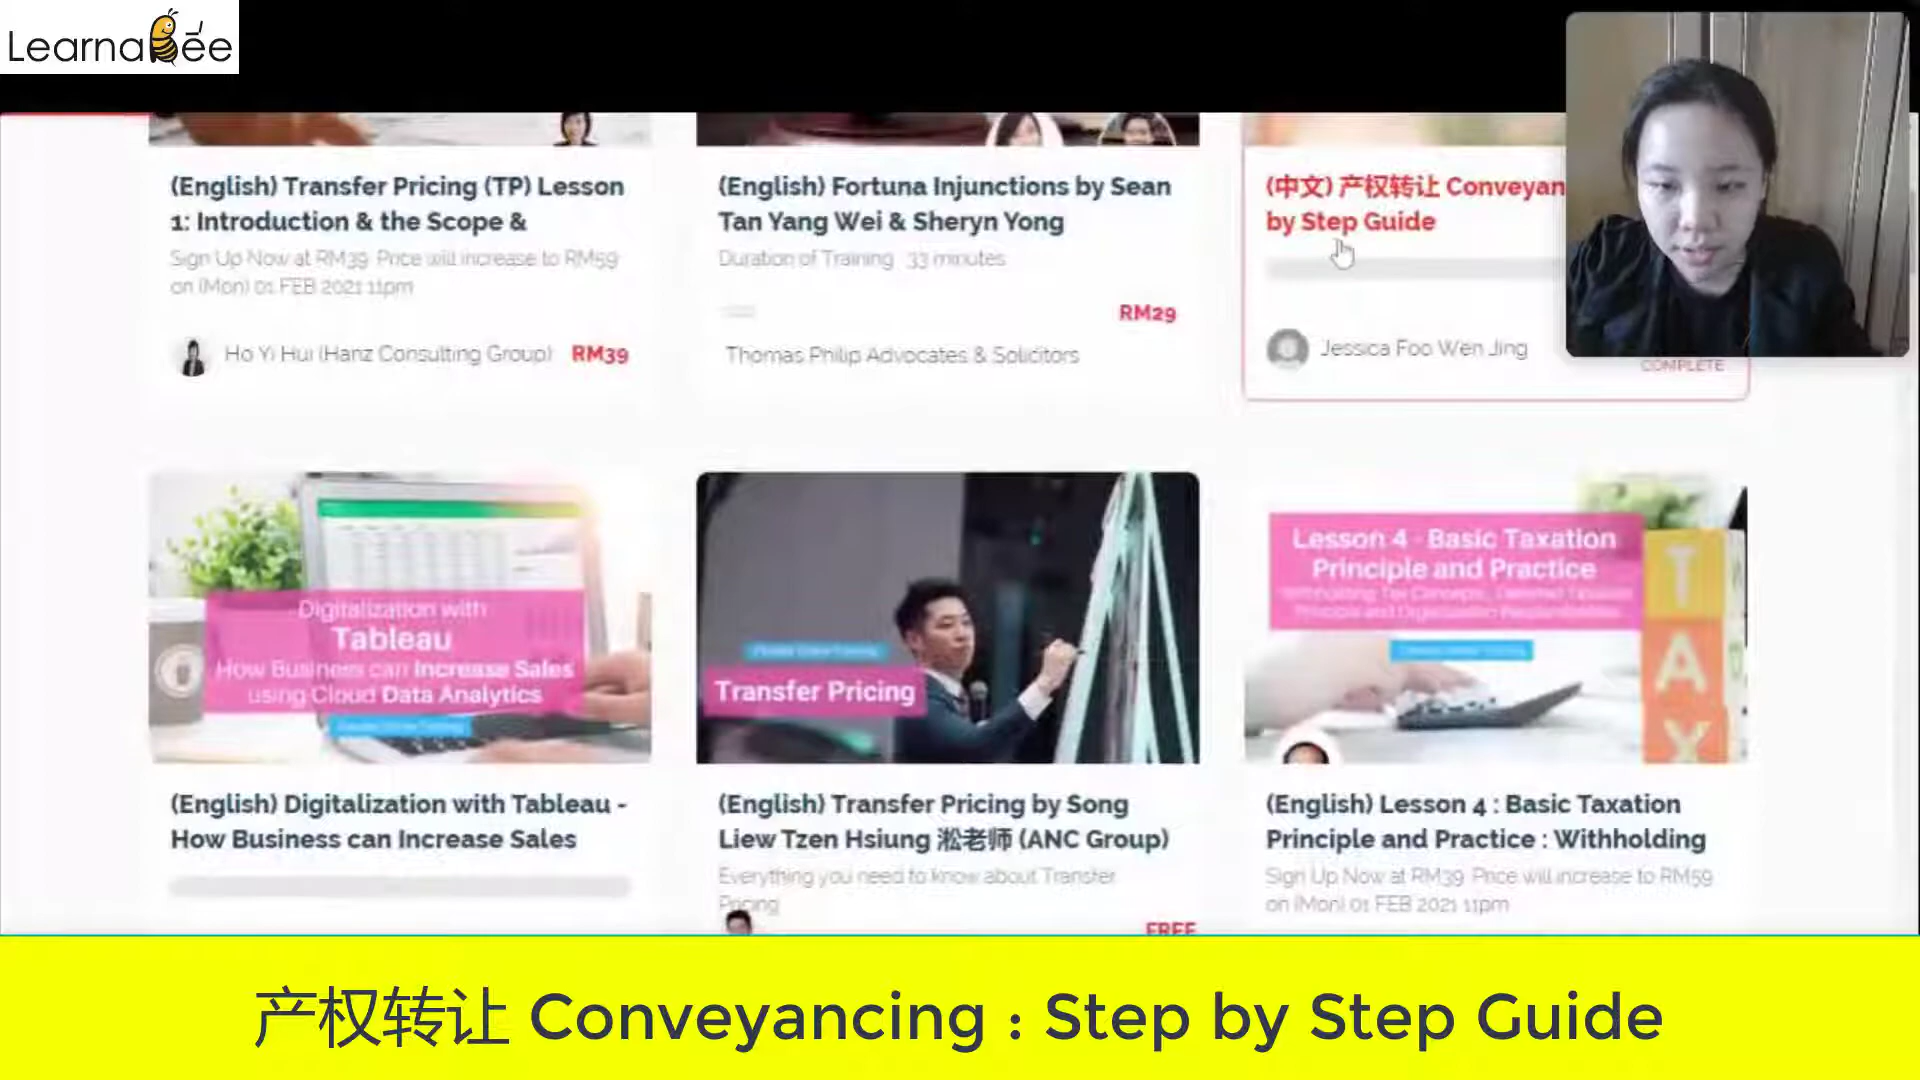 LearnaBee
(English) Transfer Pricing (TP) Lesson
1: Introduction & the Scope &
Sign Up Now at RM39. Price will increase to RM59
on (Mon) 01 FEB 2021 11pm
Ho Yi Hui (Hanz Consulting Group)
RM39
(English) Fortuna Injunctions by Sean
Tan Yang Wei & Sheryn Yong
Duration of Training : 33 minutes
RM29
Thomas Philip Advocates & Solicitors
(中文) 产权转让 Conveyan
by Step Guide
Jessica Foo Wen Jing
COMPLETE
Digitalization with
Tableau
How Business can Increase Sales
using Cloud Data Analytics
(English) Digitalization with Tableau -
How Business can Increase Sales
Transfer Pricing
(English) Transfer Pricing by Song
Liew Tzen Hsiung 淞老师 (ANC Group)
Everything you need to know about Transfer
Pricing
FREE
Lesson 4 - Basic Taxation
Principle and Practice
TAX
(English) Lesson 4 : Basic Taxation
Principle and Practice : Withholding
Sign Up Now at RM39. Price will increase to RM59
on (Mon) 01 FEB 2021 11pm
产权转让 Conveyancing : Step by Step Guide